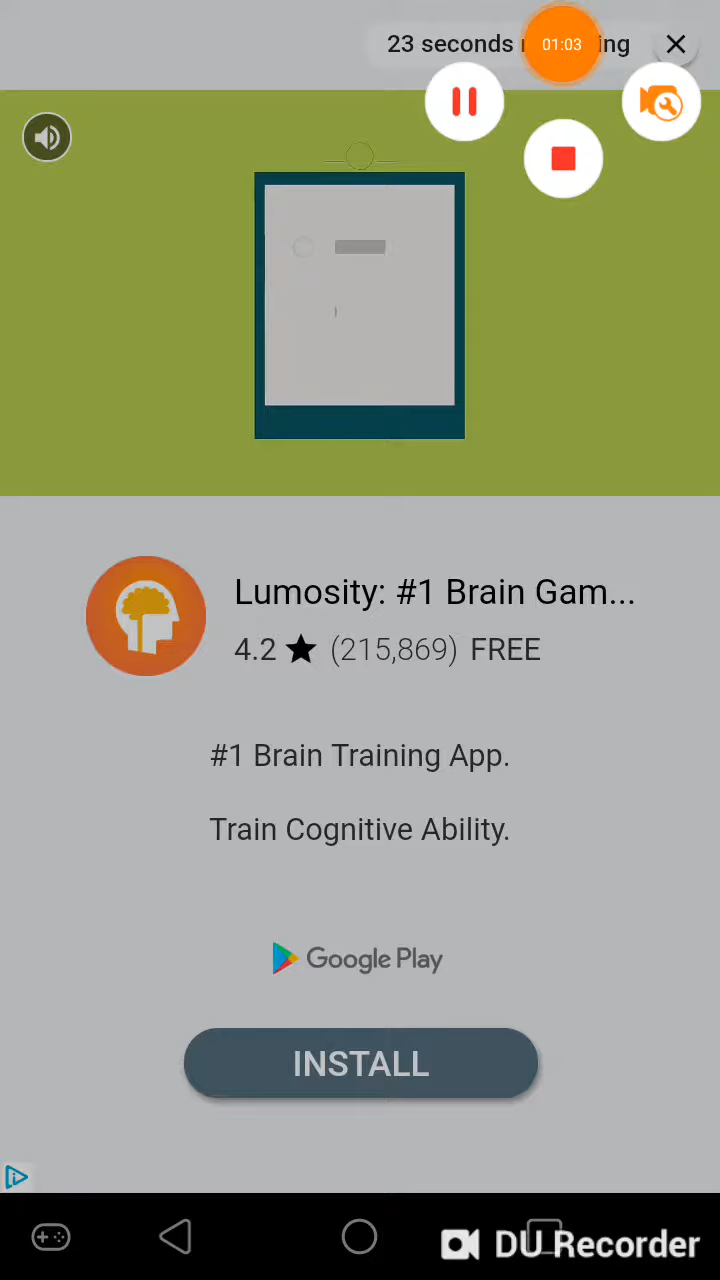 23 seconds
01:03
ing
Lumosity: #1 Brain Gam...
4.2 ★ (215,869) FREE
#1 Brain Training App.
Train Cognitive Ability.
Google Play
INSTALL
DU Recorder